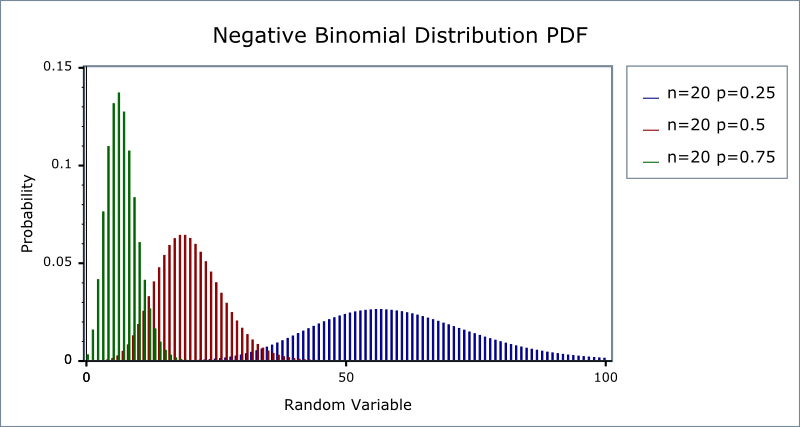 Negative Binomial Distribution PDF
0.15
0.1
0.05
0
0 50 100
Probability
Random Variable
n=20 p=0.25
n=20 p=0.5
n=20 p=0.75